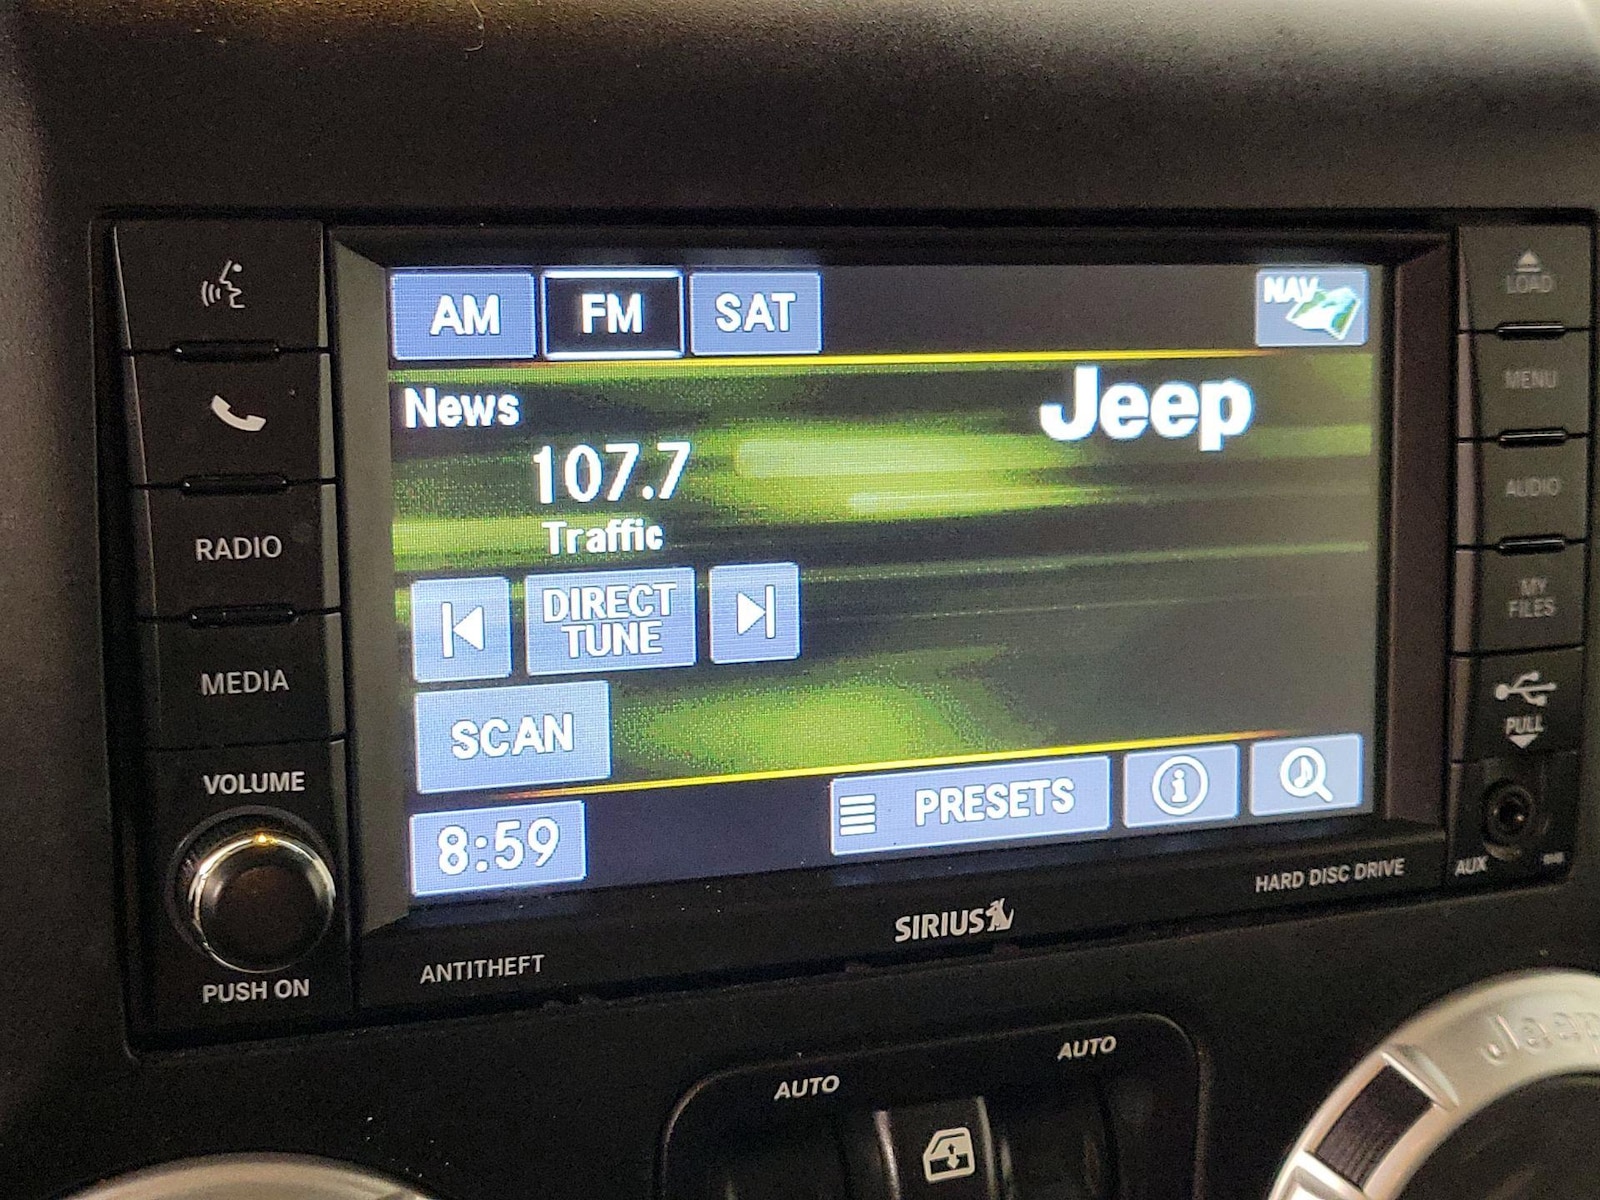 AM FM SAT NAV
News
Jeep
107.7
Traffic
DIRECT
TUNE
SCAN
8:59
PRESETS
i
RADIO
MEDIA
VOLUME
PUSH ON
LOAD
MENU
AUDIO
MY
FILES
PULL
AUX
ANTITHEFT
SIRIUS
HARD DISC DRIVE
AUTO
AUTO
Jeep